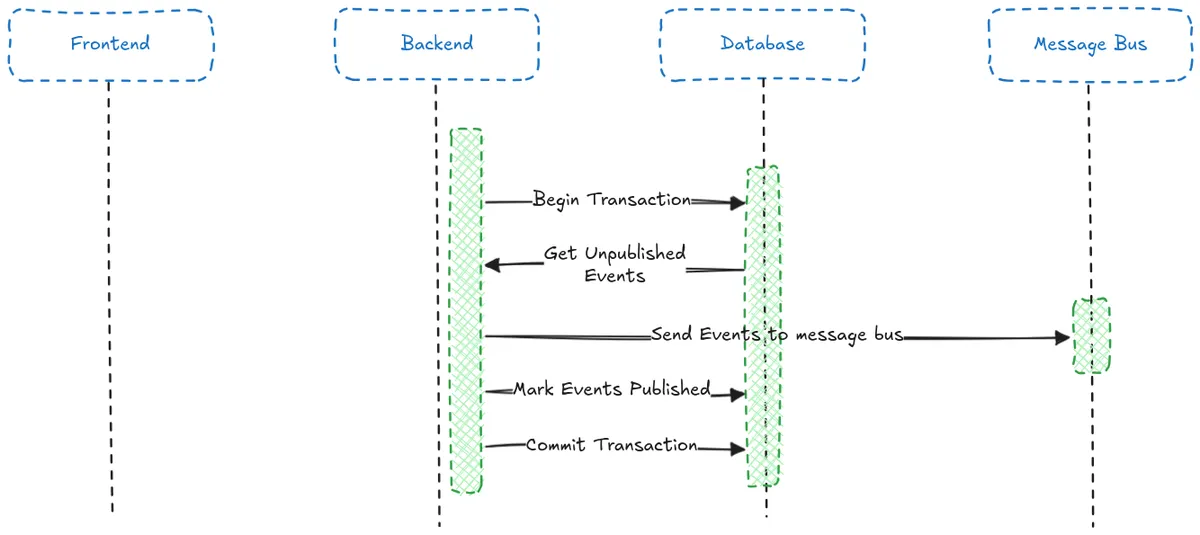 Frontend
Backend
Database
Message Bus
Begin Transaction
Get Unpublished
Events
Send Events to message bus
Mark Events Published
Commit Transaction